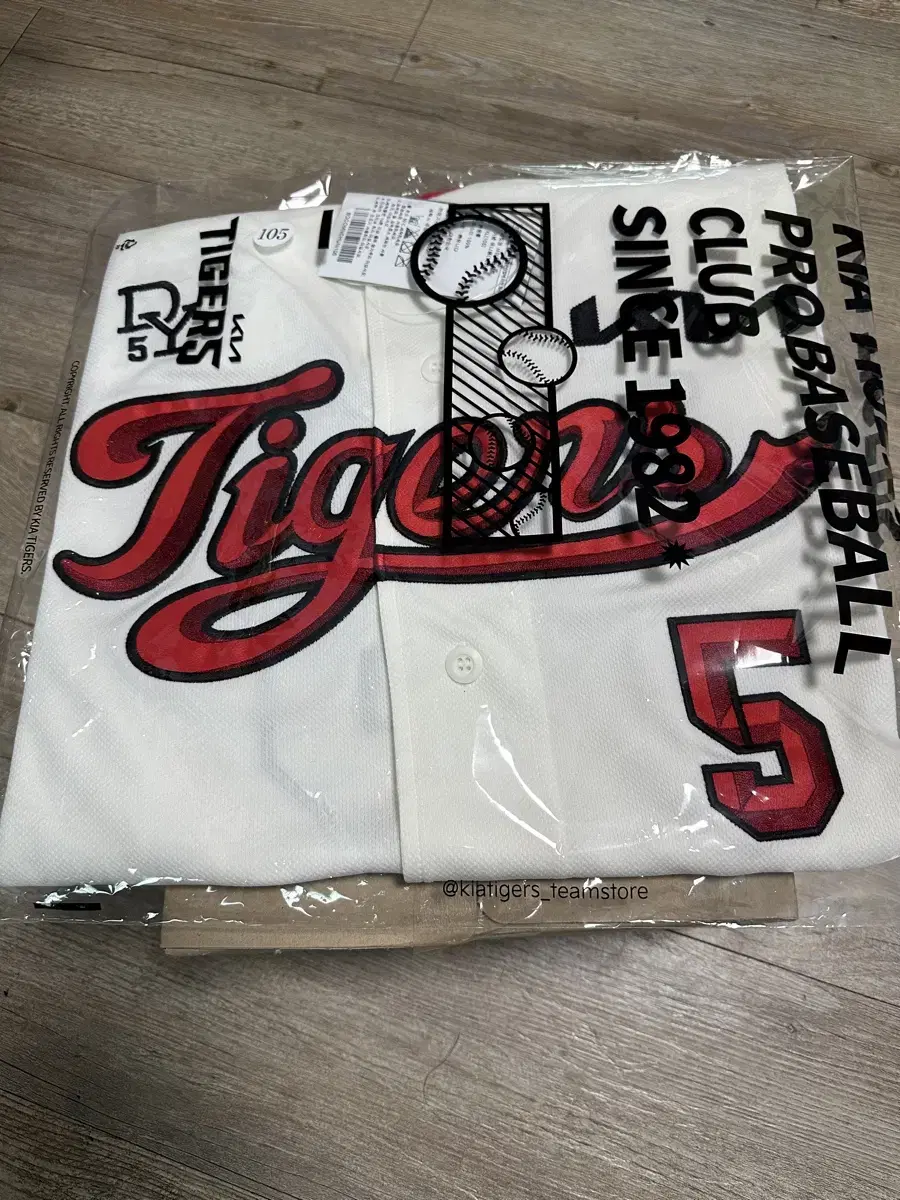 KIA TIGERS
PRO BASEBALL
CLUB
SINCE 1982
TIGERS
105
DY
5
Tigers
5
COPYRIGHT ALL RIGHTS RESERVED BY KIA TIGERS.
@kiatigers_teamstore